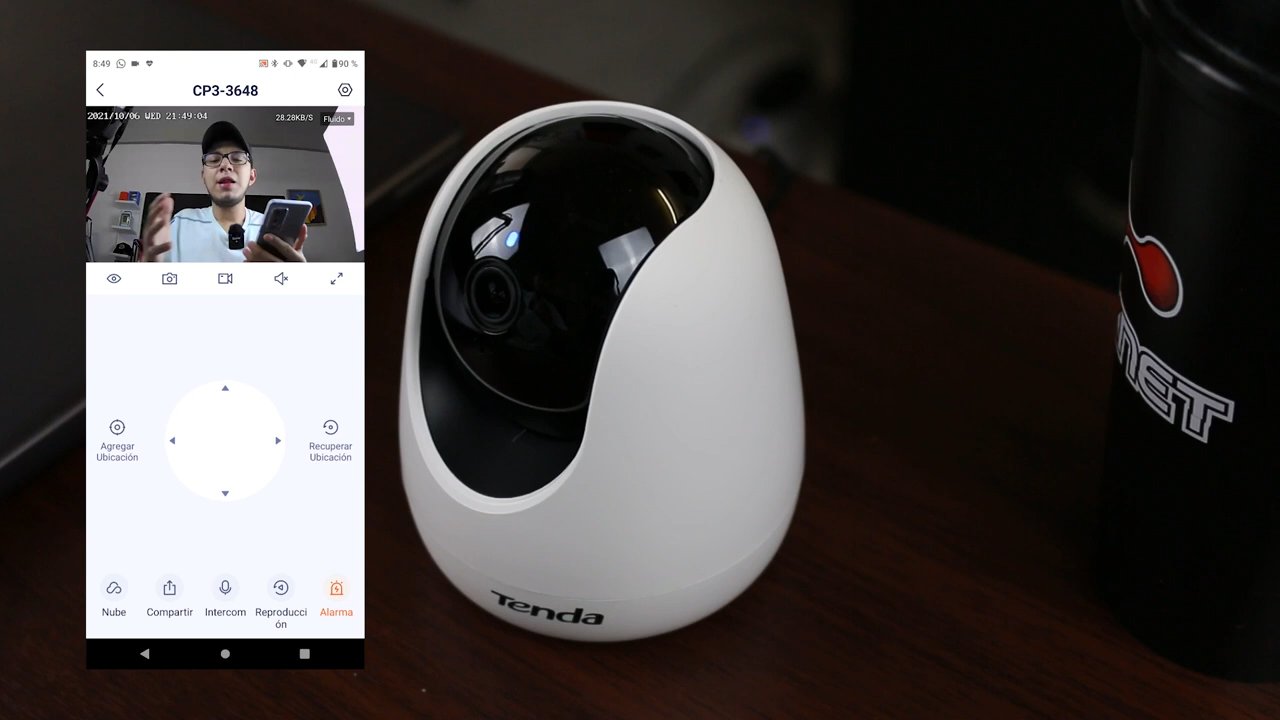 8:49
4G
90 %
CP3-3648
2021/10/06 WED 21:49:04
28.28KB/S
Fluido
Agregar
Ubicación
Recuperar
Ubicación
Nube
Compartir
Intercom
Reproducci
ón
Alarma
Tenda
NET